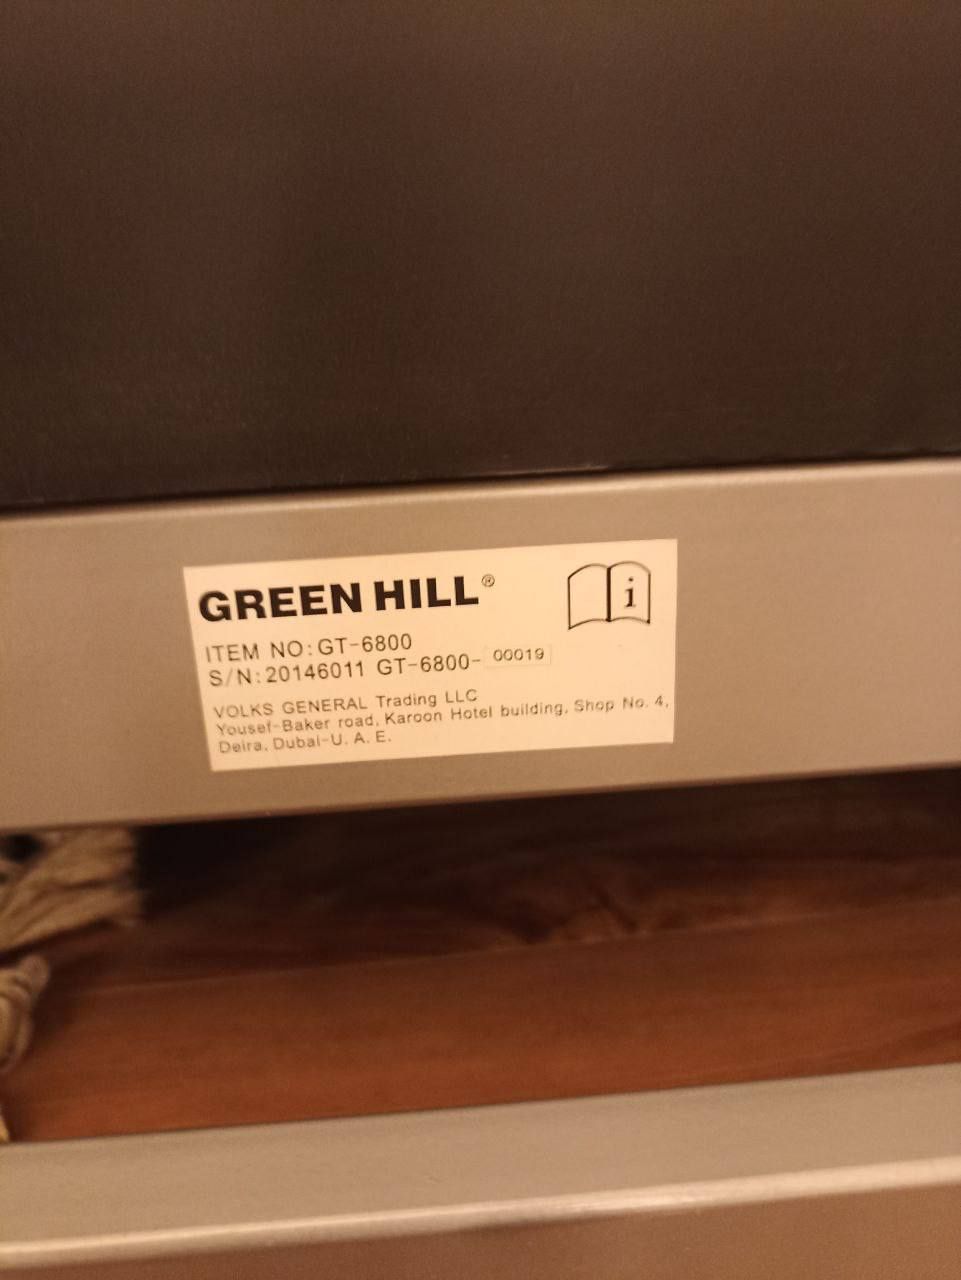 GREEN HILL®
i
ITEM NO:GT-6800
S/N:20146011 GT-6800-00019
VOLKS GENERAL Trading LLC
Yousef-Baker road, Karoon Hotel building, Shop No. 4,
Deira, Dubai-U. A. E.